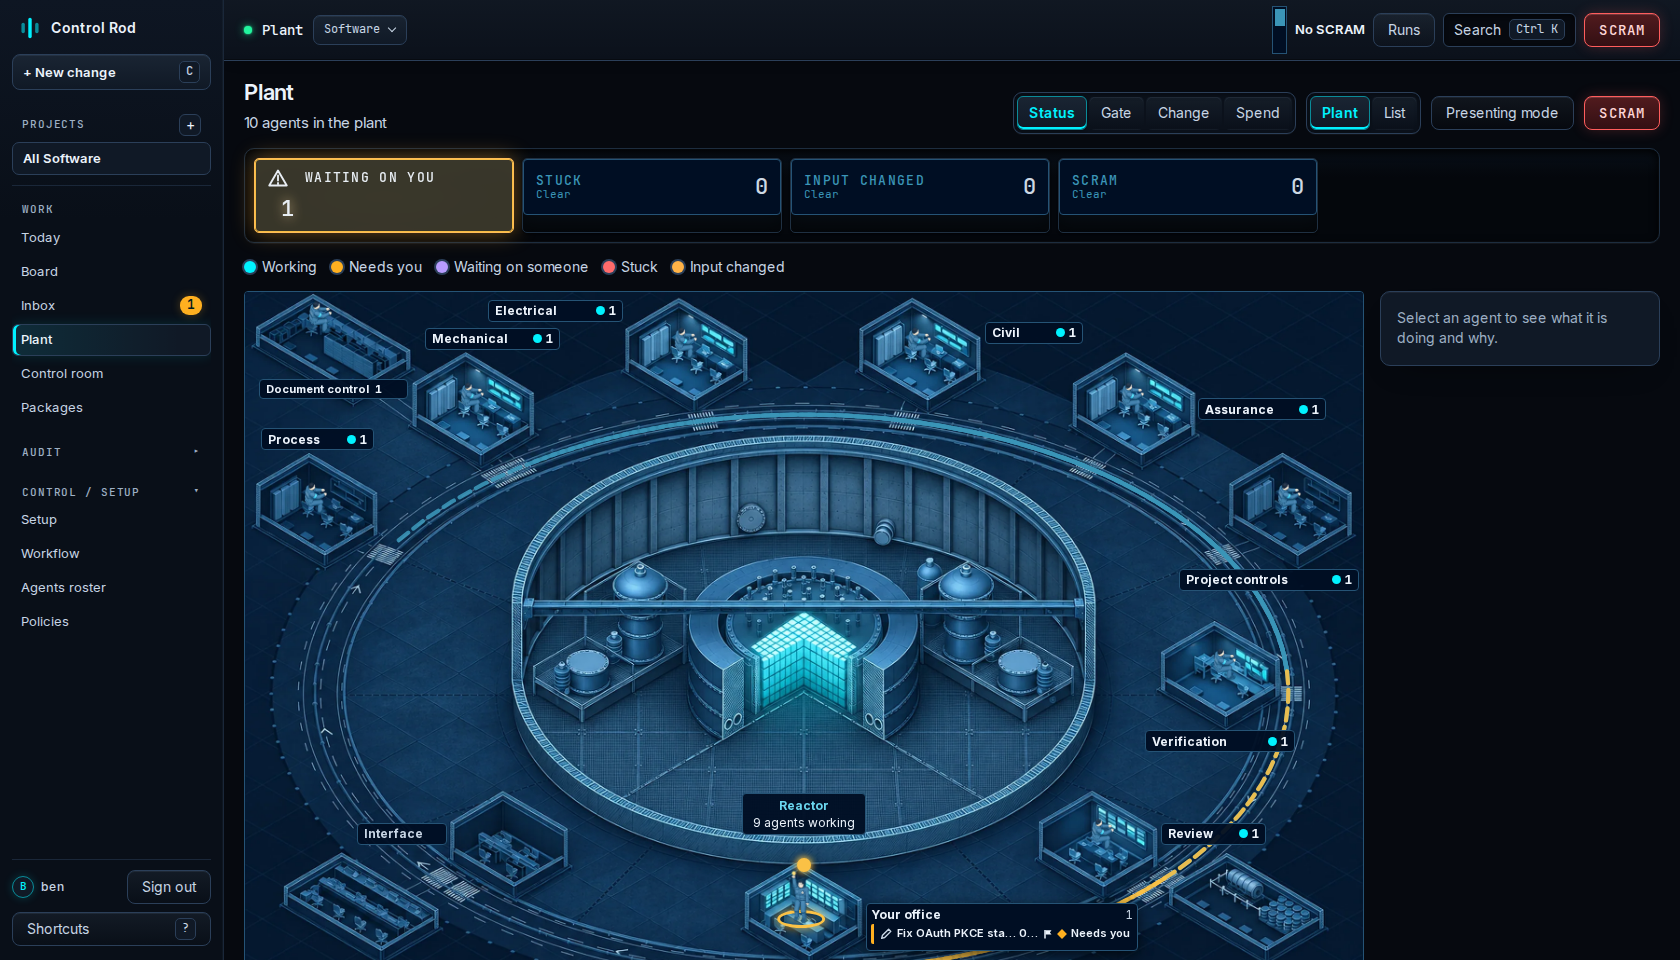 Control Rod
Plant
Software
No SCRAM
Runs
Search Ctrl K
SCRAM
+ New change C
PROJECTS +
All Software
WORK
Today
Board
Inbox 1
Plant
Control room
Packages
AUDIT
CONTROL / SETUP
Setup
Workflow
Agents roster
Policies
B ben
Sign out
Shortcuts ?
Plant
10 agents in the plant
Status Gate Change Spend
Plant List
Presenting mode
SCRAM
WAITING ON YOU
1
STUCK
Clear
0
INPUT CHANGED
Clear
0
SCRAM
Clear
0
Working Needs you Waiting on someone Stuck Input changed
Electrical 1
Mechanical 1
Civil 1
Document control 1
Assurance 1
Process 1
Project controls 1
Verification 1
Reactor
9 agents working
Interface
Review 1
Your office 1
Fix OAuth PKCE sta... O... Needs you
Select an agent to see what it is
doing and why.